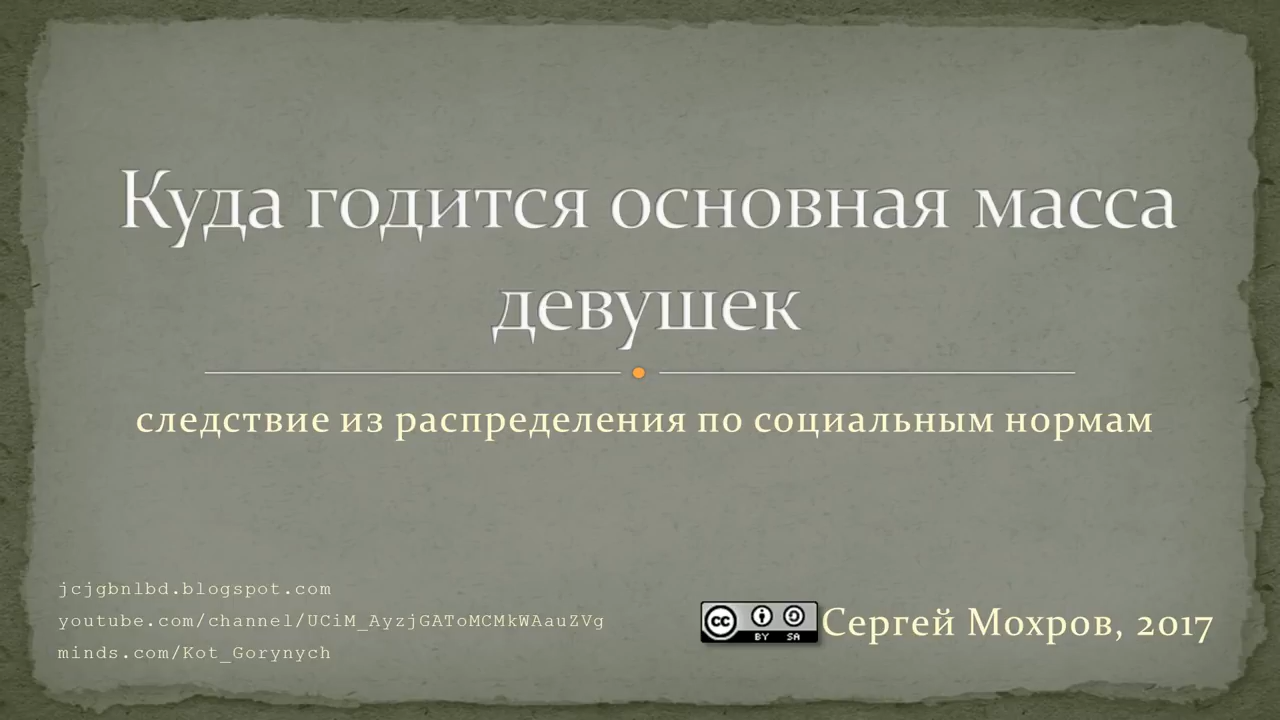 Куда годится основная масса
девушек
следствие из распределения по социальным нормам
jcjgbnlbd.blogspot.com
youtube.com/channel/UCiM_AyzjGAToMCMkWAauZVg
minds.com/Kot_Gorynych
cc BY SA Сергей Мохров, 2017